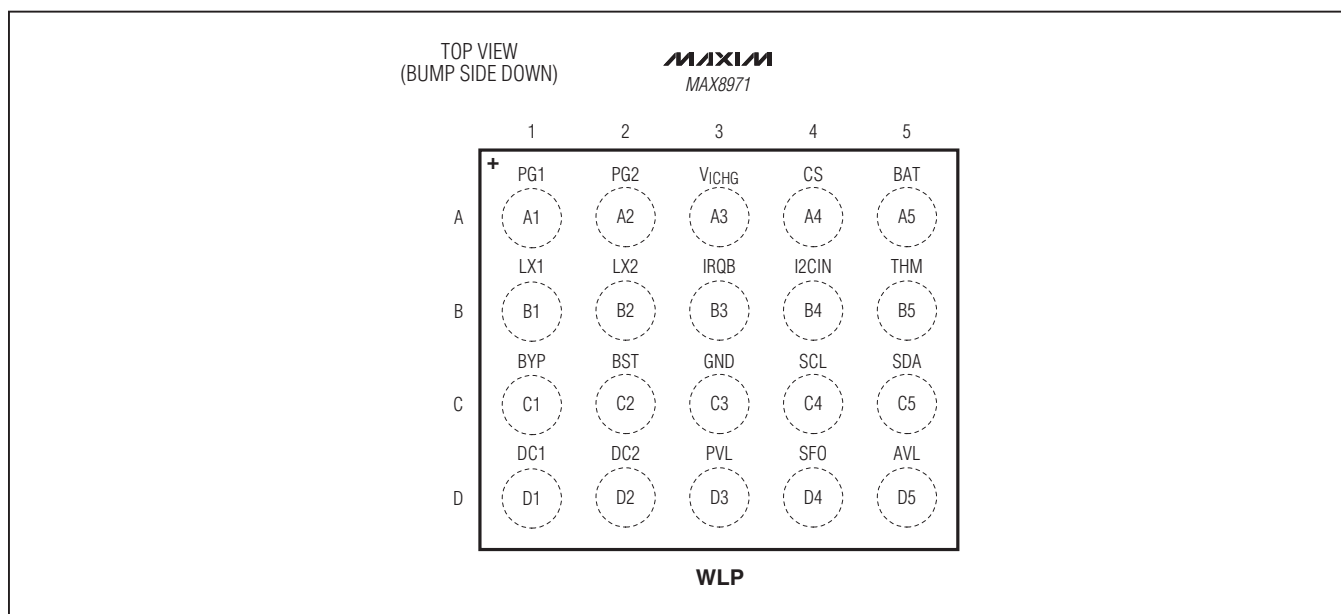 TOP VIEW
(BUMP SIDE DOWN)
MAXIM
MAX8971
1 2 3 4 5
+
PG1 PG2 VICHG CS BAT
A A1 A2 A3 A4 A5
LX1 LX2 IRQB I2CIN THM
B B1 B2 B3 B4 B5
BYP BST GND SCL SDA
C C1 C2 C3 C4 C5
DC1 DC2 PVL SFO AVL
D D1 D2 D3 D4 D5
WLP